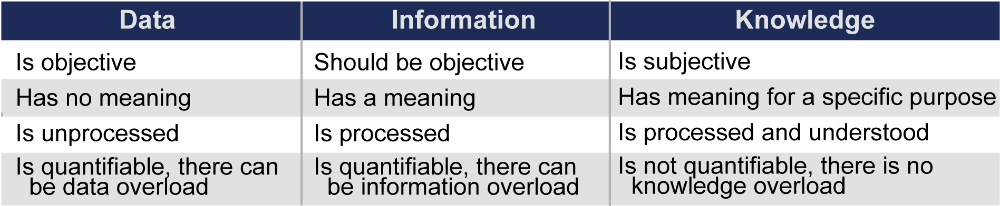 Data Information Knowledge
Is objective Should be objective Is subjective
Has no meaning Has a meaning Has meaning for a specific purpose
Is unprocessed Is processed Is processed and understood
Is quantifiable, there can Is quantifiable, there can Is not quantifiable, there is no
be data overload be information overload knowledge overload